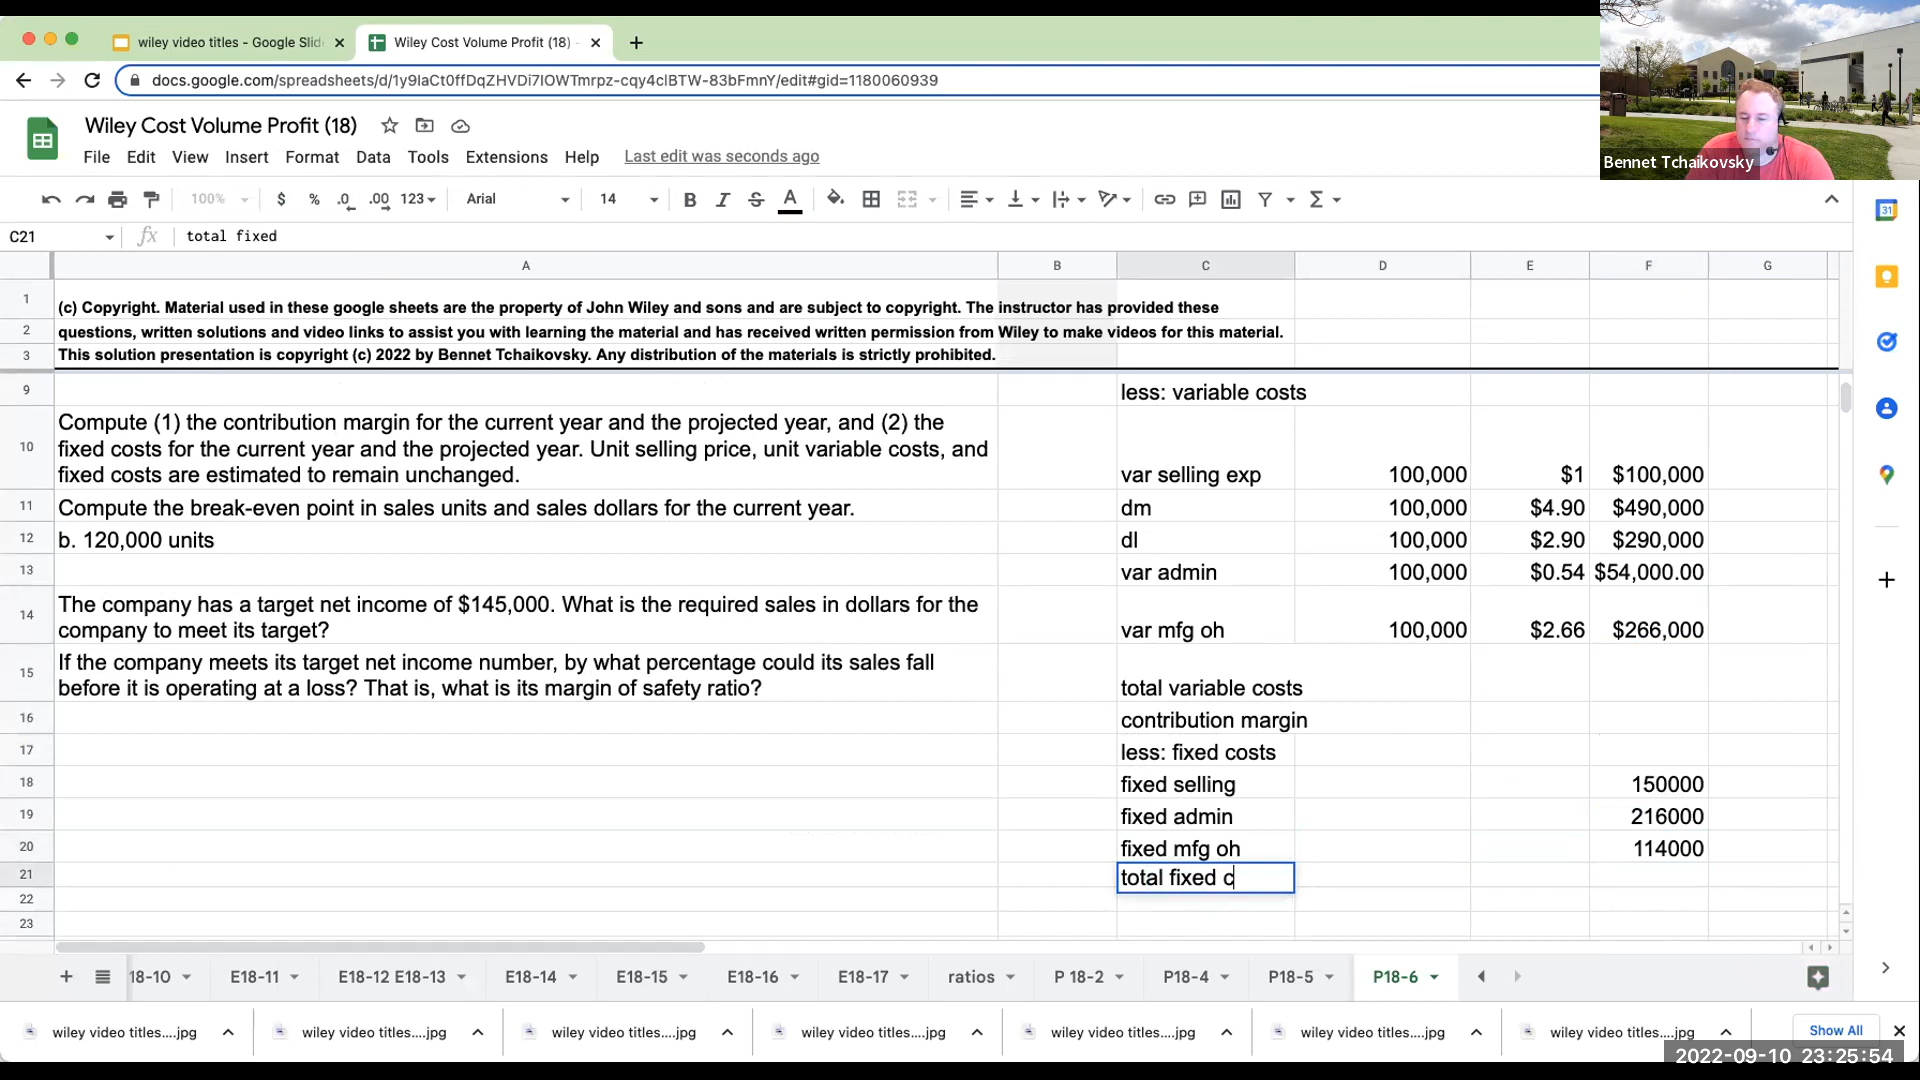 wiley video titles - Google Slid
Wiley Cost Volume Profit (18) -
docs.google.com/spreadsheets/d/1y9laCt0ffDqZHVDi7IOWTmrpz-cqy4clBTW-83bFmnY/edit#gid=1180060939
Bennet Tchaikovsky
Wiley Cost Volume Profit (18)
File Edit View Insert Format Data Tools Extensions Help Last edit was seconds ago
100% $ % .0 .00 123 Arial 14 B I S A Σ
31
C21 fx total fixed
A B C D E F G
1 (c) Copyright. Material used in these google sheets are the property of John Wiley and sons and are subject to copyright. The instructor has provided these
2 questions, written solutions and video links to assist you with learning the material and has received written permission from Wiley to make videos for this material.
3 This solution presentation is copyright (c) 2022 by Bennet Tchaikovsky. Any distribution of the materials is strictly prohibited.
9 less: variable costs
Compute (1) the contribution margin for the current year and the projected year, and (2) the
10 fixed costs for the current year and the projected year. Unit selling price, unit variable costs, and
fixed costs are estimated to remain unchanged. var selling exp 100,000 $1 $100,000
11 Compute the break-even point in sales units and sales dollars for the current year. dm 100,000 $4.90 $490,000
12 b. 120,000 units dl 100,000 $2.90 $290,000
13 var admin 100,000 $0.54 $54,000.00
The company has a target net income of $145,000. What is the required sales in dollars for the
14 company to meet its target? var mfg oh 100,000 $2.66 $266,000
If the company meets its target net income number, by what percentage could its sales fall
15 before it is operating at a loss? That is, what is its margin of safety ratio? total variable costs
16 contribution margin
17 less: fixed costs
18 fixed selling 150000
19 fixed admin 216000
20 fixed mfg oh 114000
21 total fixed c
22
23
18-10 E18-11 E18-12 E18-13 E18-14 E18-15 E18-16 E18-17 ratios P 18-2 P18-4 P18-5 P18-6
wiley video titles....jpg wiley video titles....jpg wiley video titles....jpg wiley video titles....jpg wiley video titles....jpg wiley video titles....jpg wiley video titles....jpg Show All
2022-09-10 23:25:54